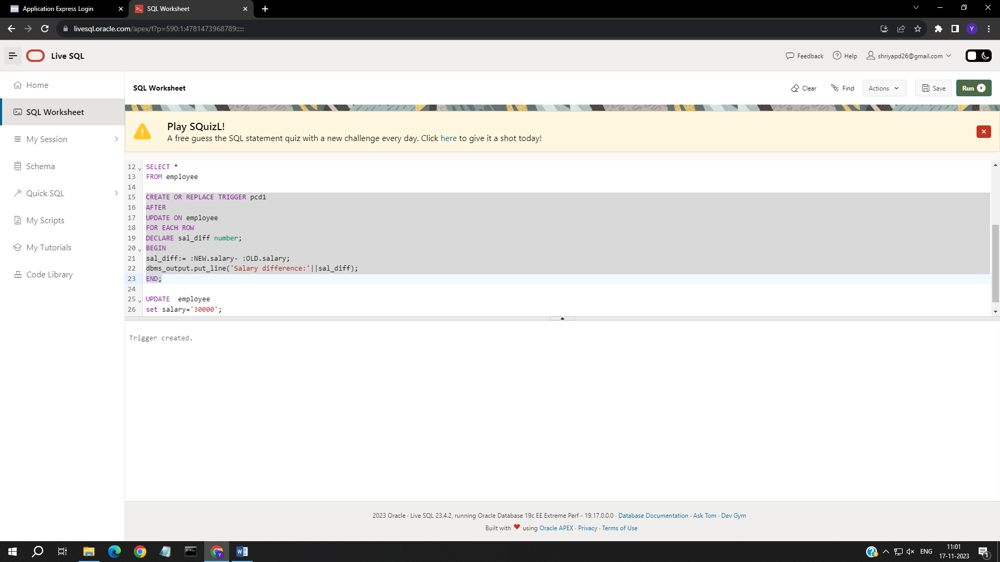 Application Express Login
SQL Worksheet
livesql.oracle.com/apex/f?p=590:1:4781473968789:::::
Y
Live SQL
Feedback
Help
shriyapd26@gmail.com
Home
SQL Worksheet
My Session
Schema
Quick SQL
My Scripts
My Tutorials
Code Library
SQL Worksheet
Clear
Find
Actions
Save
Run
Play SQuizL!
A free guess the SQL statement quiz with a new challenge every day. Click here to give it a shot today!
12 SELECT *
13 FROM employee
14
15 CREATE OR REPLACE TRIGGER pcd1
16 AFTER
17 UPDATE ON employee
18 FOR EACH ROW
19 DECLARE sal_diff number;
20 BEGIN
21 sal_diff:= :NEW.salary- :OLD.salary;
22 dbms_output.put_line('Salary difference:'||sal_diff);
23 END;
24
25 UPDATE  employee
26 set salary='30000';
Trigger created.
2023 Oracle · Live SQL 23.4.2, running Oracle Database 19c EE Extreme Perf - 19.17.0.0.0 · Database Documentation · Ask Tom · Dev Gym
Built with ❤ using Oracle APEX · Privacy · Terms of Use
ENG
11:01
17-11-2023
1